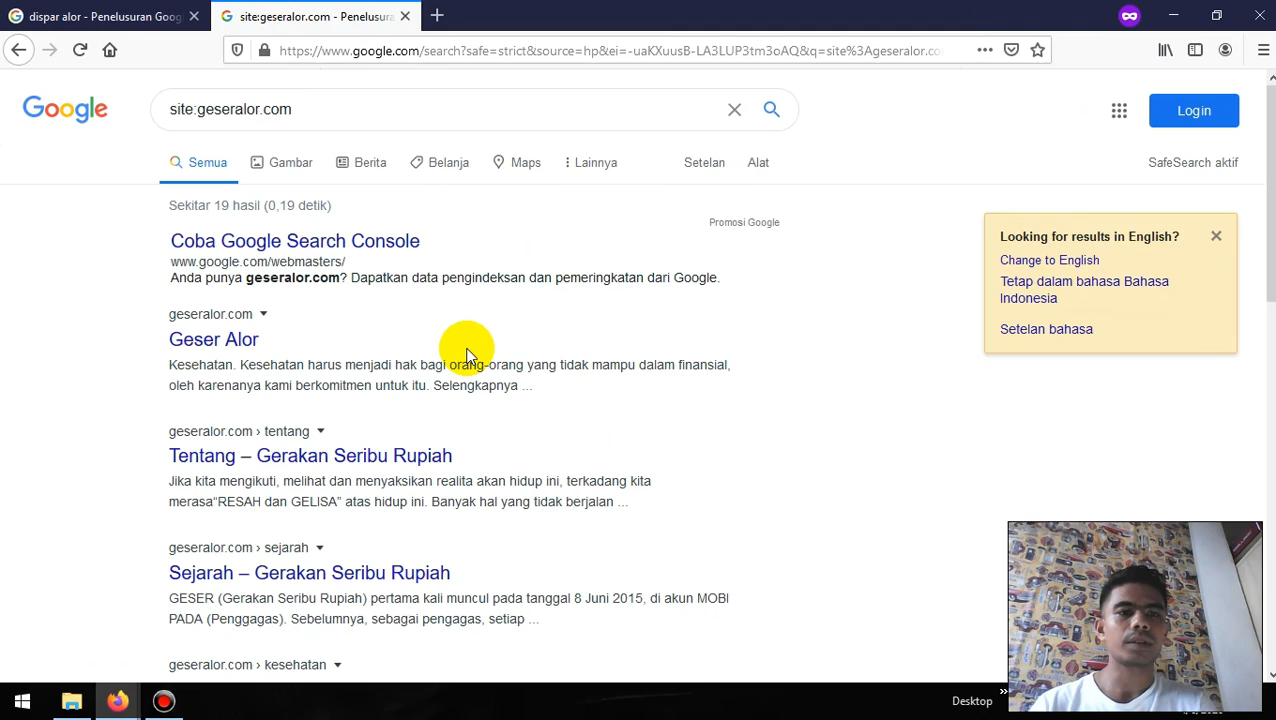 dispar alor - Penelusuran Goog
site:geseralor.com - Penelusura
https://www.google.com/search?safe=strict&source=hp&ei=-uaKXuusB-LA3LUP3tm3oAQ&q=site%3Ageseralor.co
Google
site:geseralor.com
Login
Semua
Gambar
Berita
Belanja
Maps
Lainnya
Setelan
Alat
SafeSearch aktif
Sekitar 19 hasil (0,19 detik)
Promosi Google
Coba Google Search Console
www.google.com/webmasters/
Anda punya geseralor.com? Dapatkan data pengindeksan dan pemeringkatan dari Google.
Looking for results in English?
Change to English
Tetap dalam bahasa Bahasa
Indonesia
Setelan bahasa
geseralor.com
Geser Alor
Kesehatan. Kesehatan harus menjadi hak bagi orang-orang yang tidak mampu dalam finansial,
oleh karenanya kami berkomitmen untuk itu. Selengkapnya ...
geseralor.com › tentang
Tentang – Gerakan Seribu Rupiah
Jika kita mengikuti, melihat dan menyaksikan realita akan hidup ini, terkadang kita
merasa“RESAH dan GELISA” atas hidup ini. Banyak hal yang tidak berjalan ...
geseralor.com › sejarah
Sejarah – Gerakan Seribu Rupiah
GESER (Gerakan Seribu Rupiah) pertama kali muncul pada tanggal 8 Juni 2015, di akun MOBI
PADA (Penggagas). Sebelumnya, sebagai pengagas, setiap ...
geseralor.com › kesehatan
Desktop